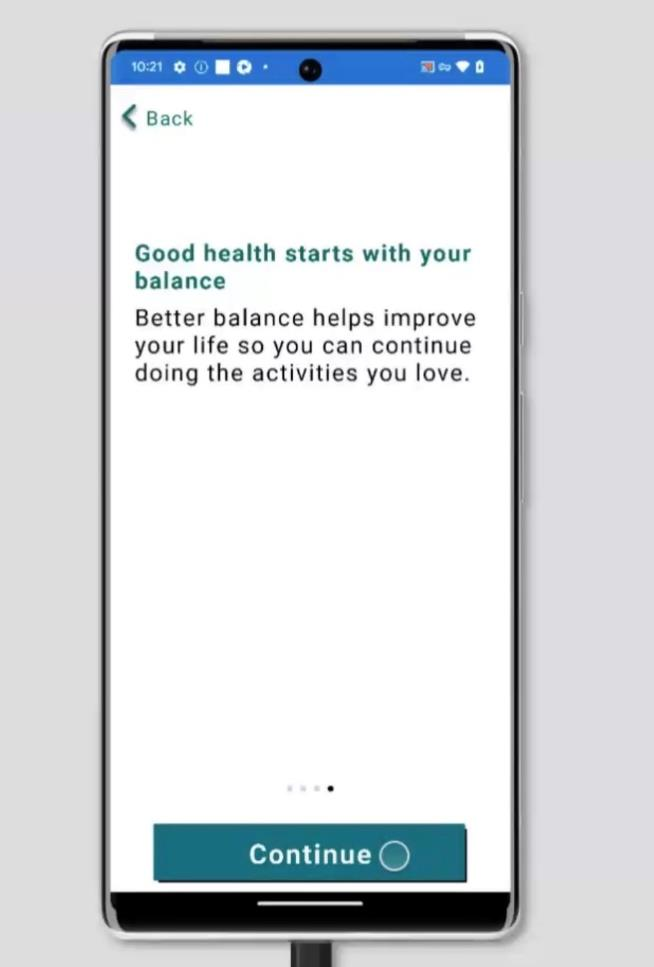 10:21
Back
Good health starts with your
balance
Better balance helps improve
your life so you can continue
doing the activities you love.
Continue